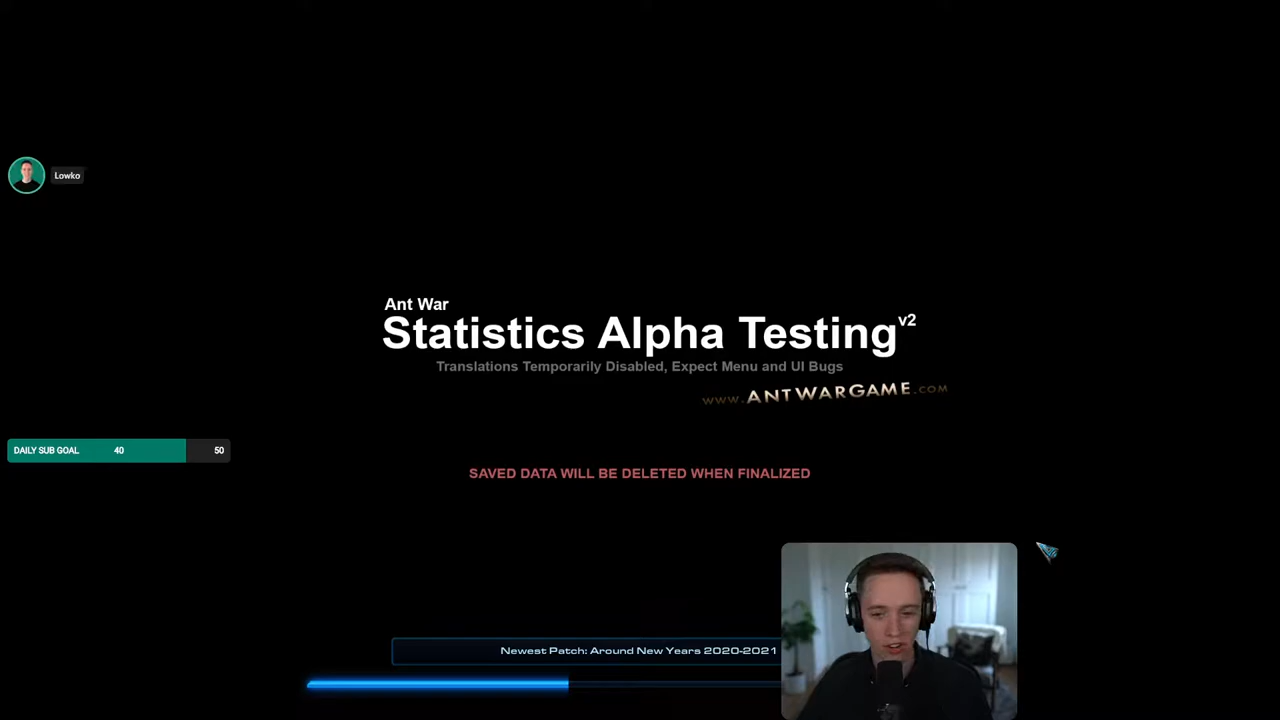 Lowko
Ant War
Statistics Alpha Testing v2
Translations Temporarily Disabled, Expect Menu and UI Bugs
WWW.ANTWARGAME.COM
DAILY SUB GOAL 40 50
SAVED DATA WILL BE DELETED WHEN FINALIZED
Newest Patch: Around New Years 2020-2021